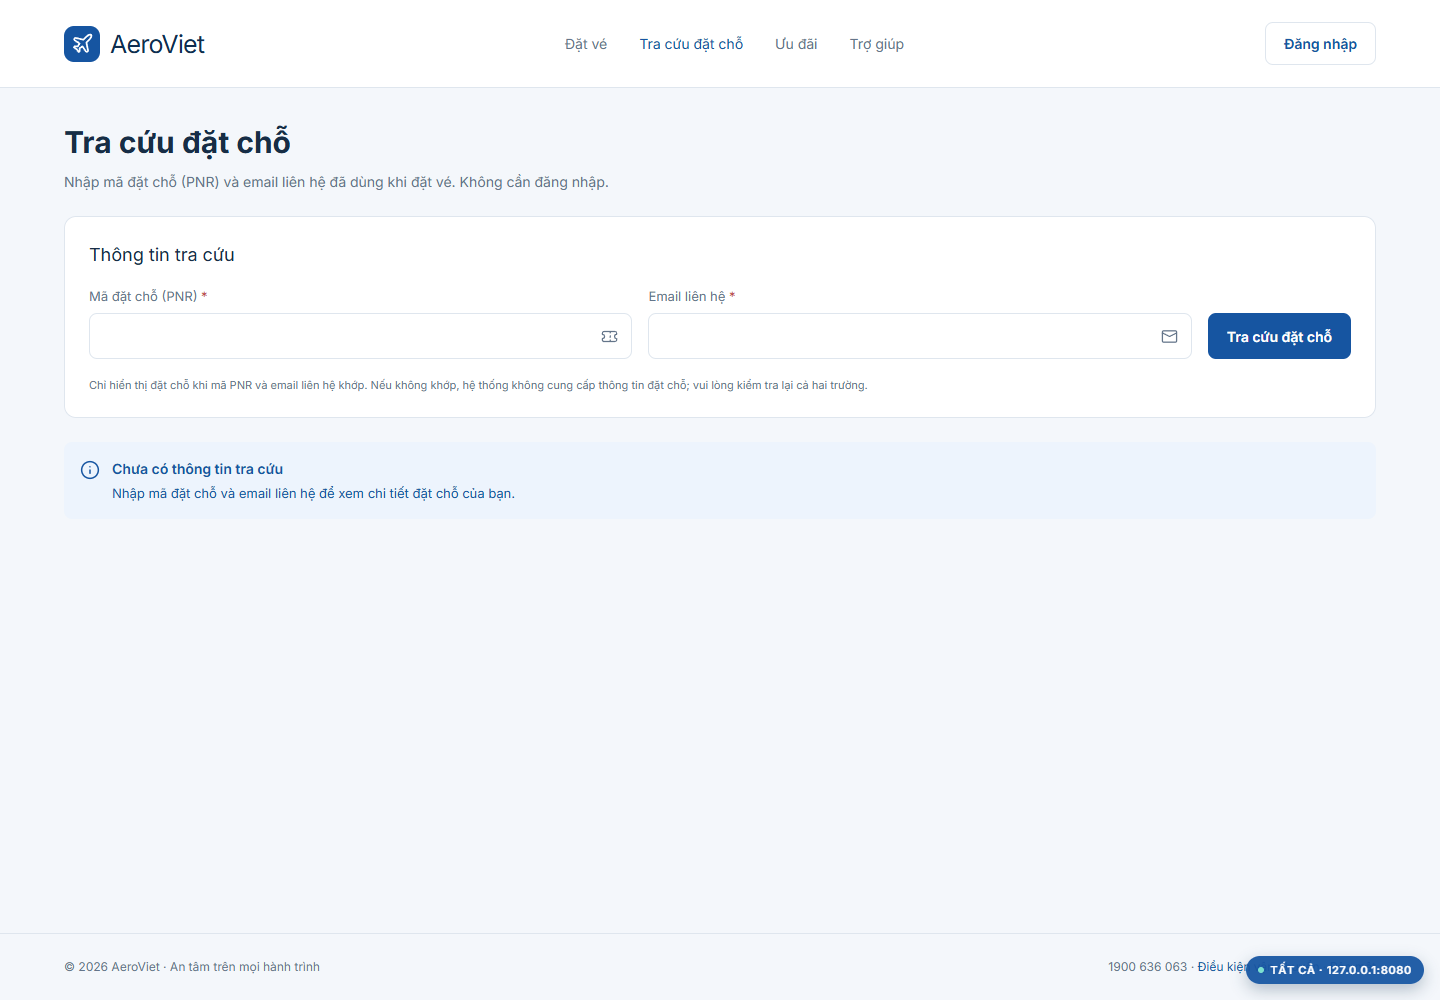 AeroViet
Đặt vé
Tra cứu đặt chỗ
Ưu đãi
Trợ giúp
Đăng nhập
Tra cứu đặt chỗ
Nhập mã đặt chỗ (PNR) và email liên hệ đã dùng khi đặt vé. Không cần đăng nhập.
Thông tin tra cứu
Mã đặt chỗ (PNR) *
Email liên hệ *
Tra cứu đặt chỗ
Chỉ hiển thị đặt chỗ khi mã PNR và email liên hệ khớp. Nếu không khớp, hệ thống không cung cấp thông tin đặt chỗ; vui lòng kiểm tra lại cả hai trường.
Chưa có thông tin tra cứu
Nhập mã đặt chỗ và email liên hệ để xem chi tiết đặt chỗ của bạn.
© 2026 AeroViet · An tâm trên mọi hành trình
1900 636 063 · Điều kiện
TẤT CẢ · 127.0.0.1:8080